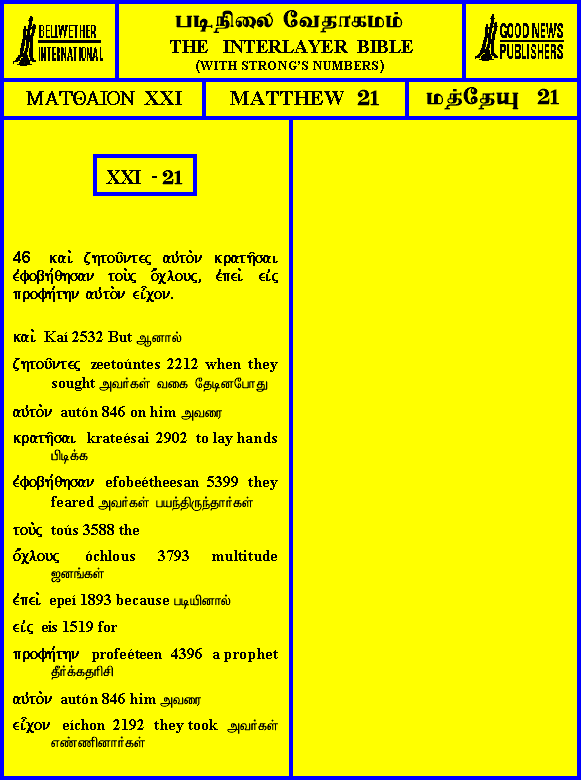 BELLWETHER
INTERNATIONAL
படிநிலை வேதாகமம்
THE INTERLAYER BIBLE
(WITH STRONG'S NUMBERS)
GOOD NEWS
PUBLISHERS
ΜΑΤΘΑΙΟΝ XXI
MATTHEW 21
மத்தேயு 21
XXI - 21
46 καὶ ζητοῦντες αὐτὸν κρατῆσαι
ἐφοβήθησαν τοὺς ὄχλους, ἐπεὶ εἰς
προφήτην αὐτὸν εἶχον.
καὶ Kaí 2532 But ஆனால்
ζητοῦντες zeetoúntes 2212 when they
sought அவர்கள் வகை தேடினபோது
αὐτὸν autón 846 on him அவரை
κρατῆσαι krateésai 2902 to lay hands
பிடிக்க
ἐφοβήθησαν efobeétheesan 5399 they
feared அவர்கள் பயந்திருந்தார்கள்
τοὺς toús 3588 the
ὄχλους óchlous 3793 multitude
ஜனங்கள்
ἐπεὶ epeí 1893 because படியினால்
εἰς eis 1519 for
προφήτην profeéteen 4396 a prophet
தீர்க்கதரிசி
αὐτὸν autón 846 him அவரை
εἶχον eíchon 2192 they took அவர்கள்
எண்ணினார்கள்